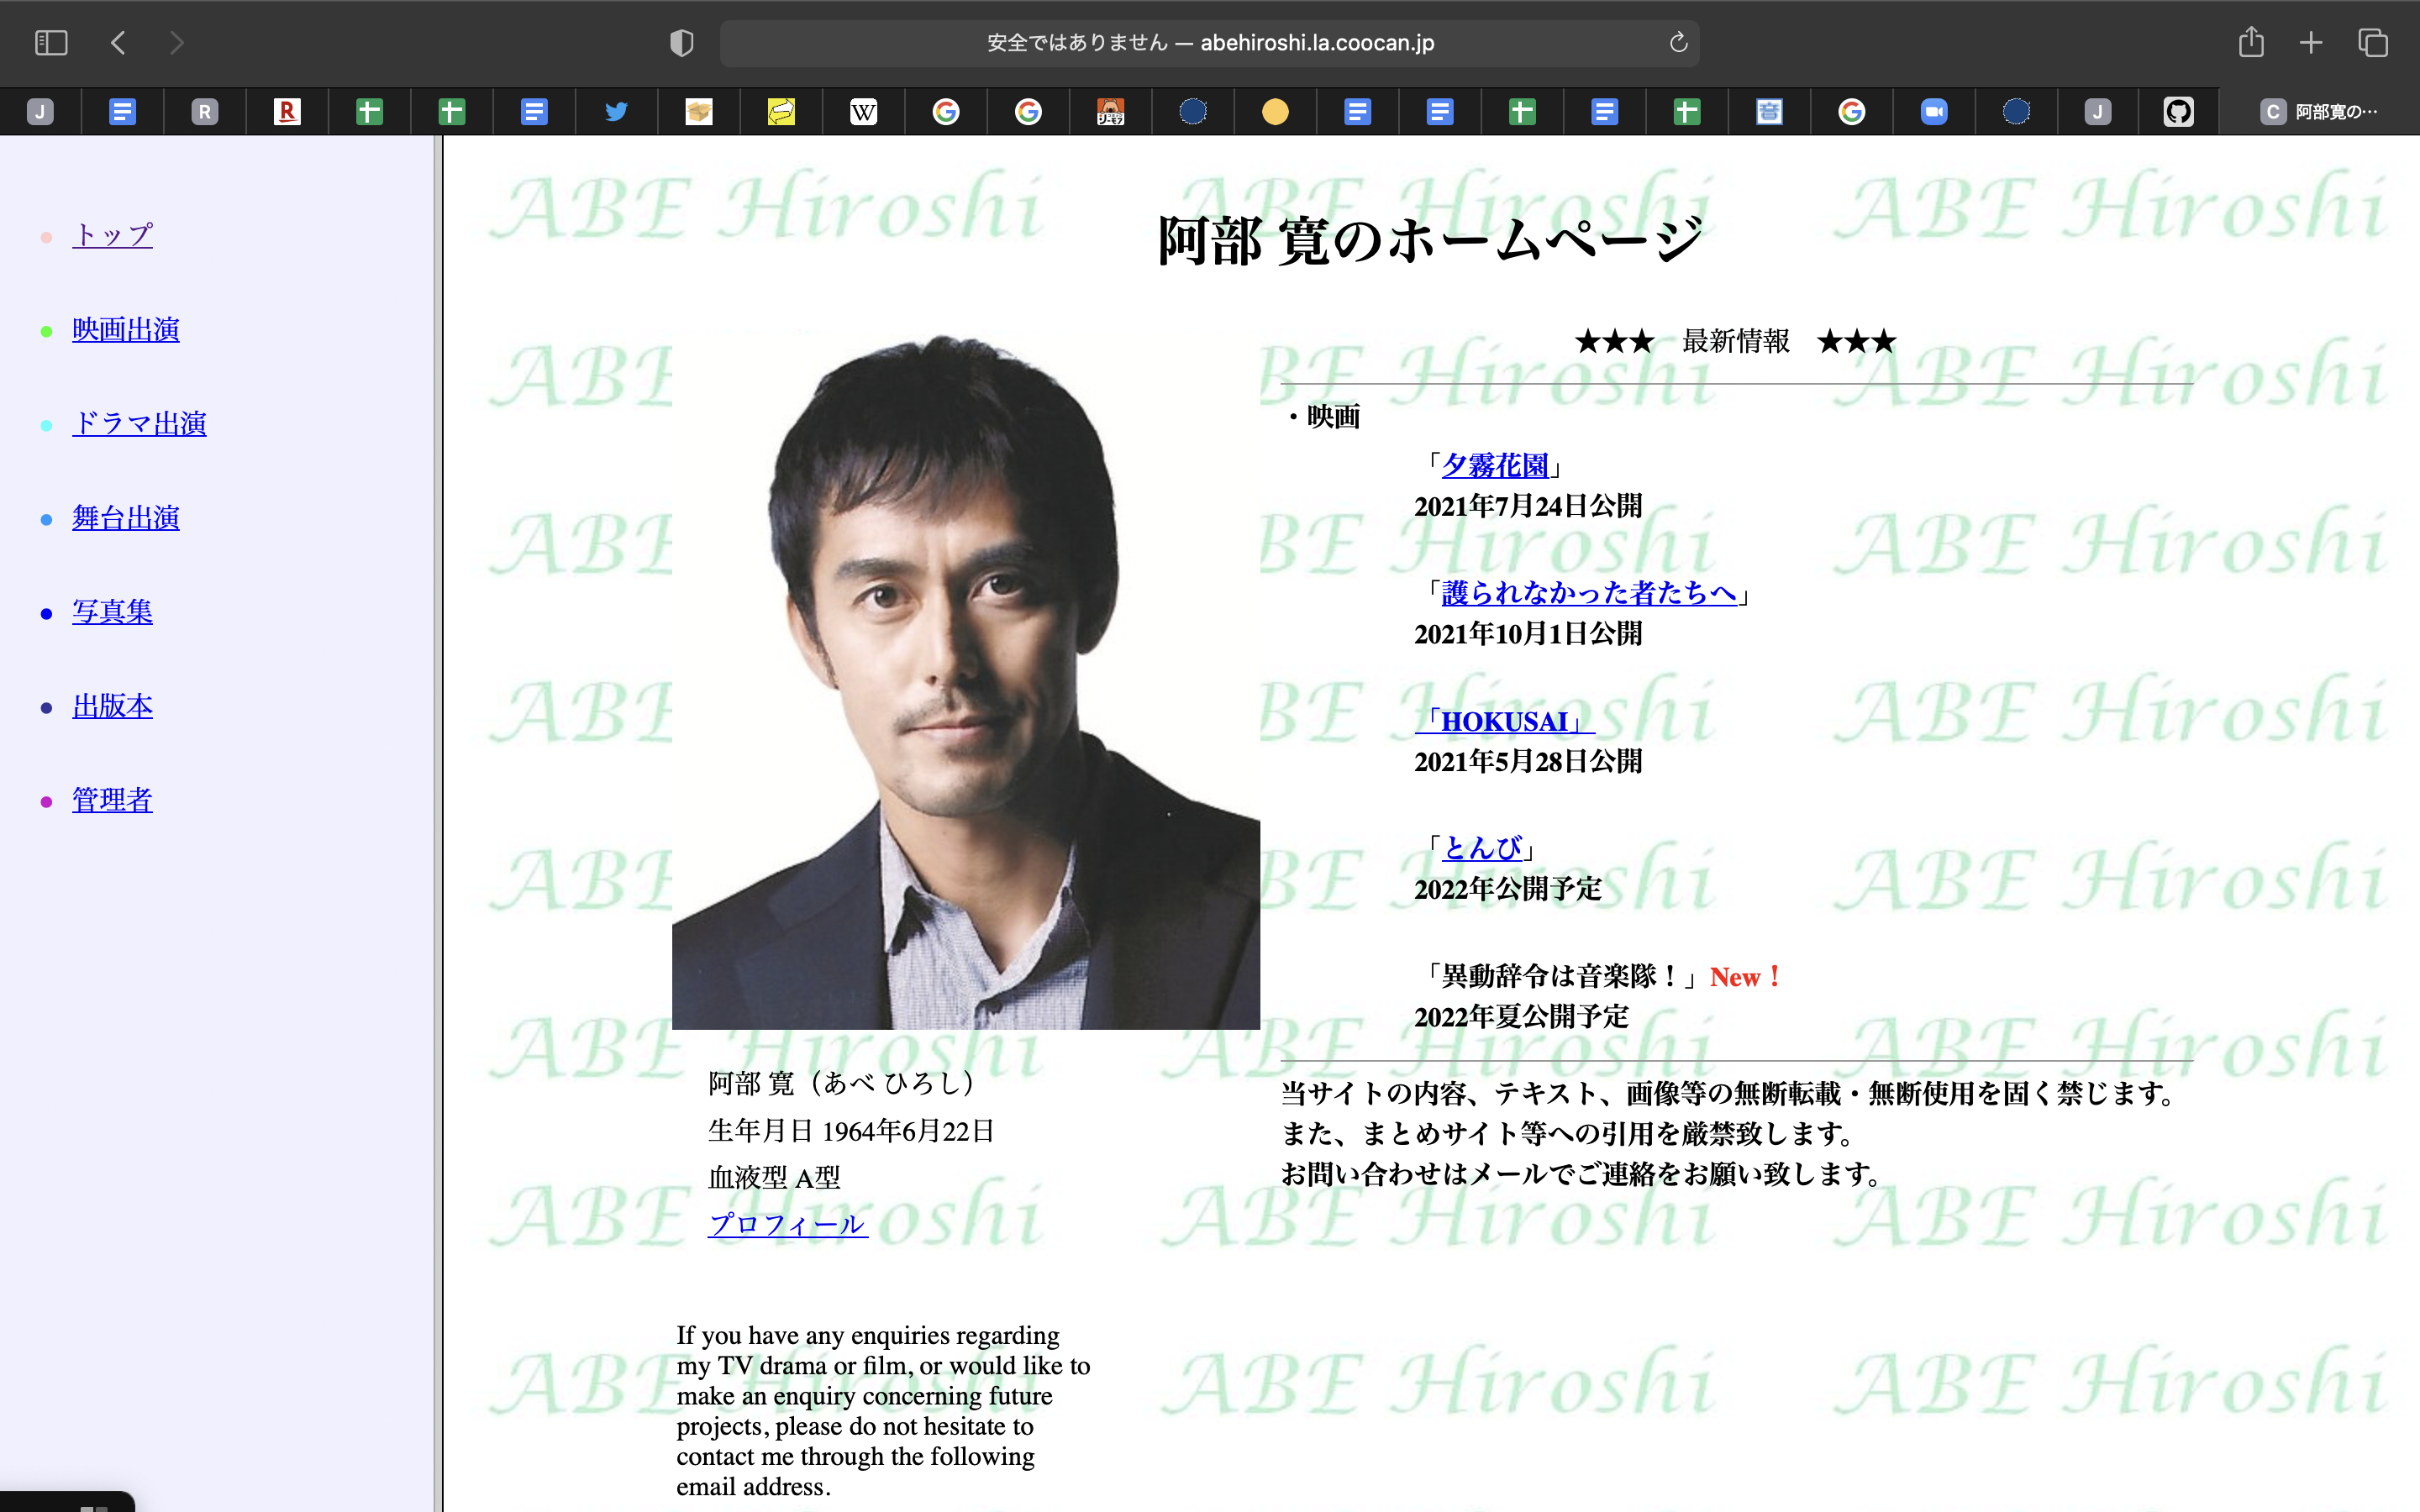 安全ではありません — abehiroshi.la.coocan.jp
J
R
R
W
G
G
シーモア
G
J
C 阿部寛の…
トップ
映画出演
ドラマ出演
舞台出演
写真集
出版本
管理者
ABE Hiroshi ABE Hiroshi ABE Hiroshi
阿部 寛のホームページ
★★★ 最新情報 ★★★
・映画
「夕霧花園」
2021年7月24日公開
「護られなかった者たちへ」
2021年10月1日公開
「HOKUSAI」
2021年5月28日公開
「とんび」
2022年公開予定
「異動辞令は音楽隊！」New！
2022年夏公開予定
当サイトの内容、テキスト、画像等の無断転載・無断使用を固く禁じます。
また、まとめサイト等への引用を厳禁致します。
お問い合わせはメールでご連絡をお願い致します。
阿部 寛（あべ ひろし）
生年月日 1964年6月22日
血液型 A型
プロフィール
If you have any enquiries regarding
my TV drama or film, or would like to
make an enquiry concerning future
projects, please do not hesitate to
contact me through the following
email address.